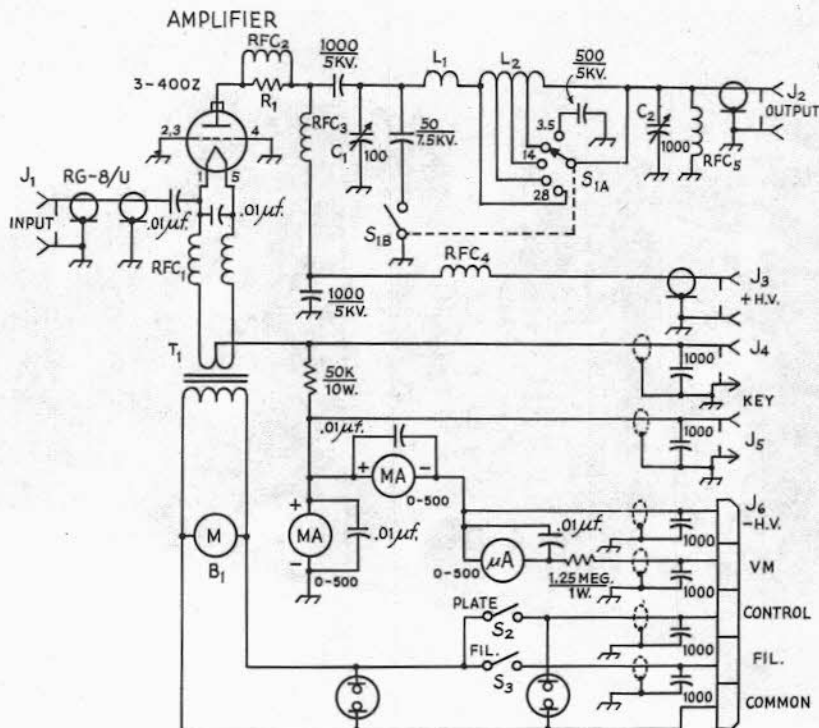 AMPLIFIER
RFC2
3-400Z
R1
1000
5KV.
L1
L2
500
5KV.
J2
OUTPUT
2,3
4
1
5
RFC3
C1
100
50
7.5KV.
3.5
14
28
S1A
C2
1000
RFC5
J1
RG-8/U
INPUT
.01µf.
.01µf.
S1B
RFC1
RFC4
J3
+H.V.
1000
5KV.
T1
J4
1000
50K
10W.
KEY
.01µf.
1000
J5
+
MA
-
0-500
J6
-H.V.
+
MA
-
0-500
.01µf.
.01µf.
1000
M
B1
0-500
µA
1.25 MEG.
1W.
VM
1000
PLATE
S2
CONTROL
1000
FIL.
S3
FIL.
1000
COMMON